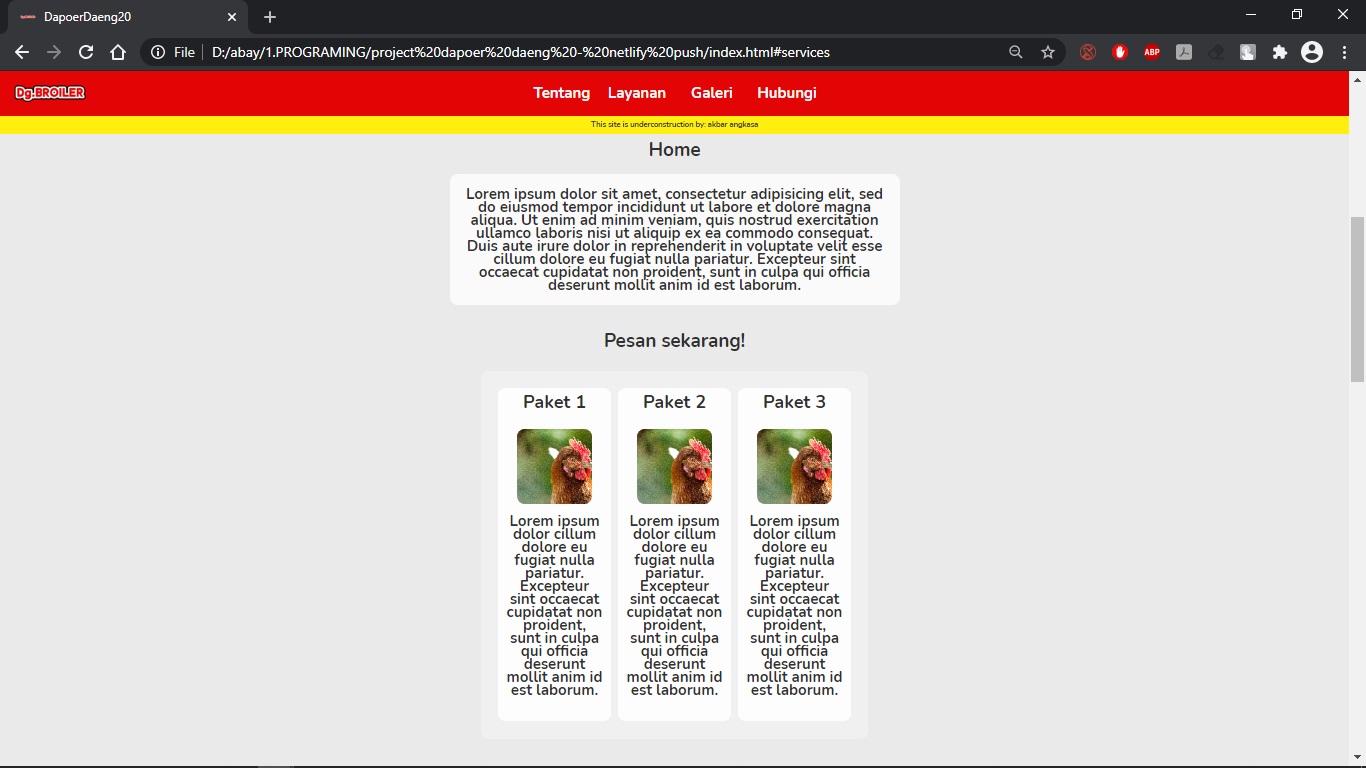 DapoerDaeng20
File D:/abay/1.PROGRAMING/project%20dapoer%20daeng%20-%20netlify%20push/index.html#services
ABP
Dg.BROILER Tentang Layanan Galeri Hubungi
This site is underconstruction by: akbar angkasa
Home
Lorem ipsum dolor sit amet, consectetur adipisicing elit, sed
do eiusmod tempor incididunt ut labore et dolore magna
aliqua. Ut enim ad minim veniam, quis nostrud exercitation
ullamco laboris nisi ut aliquip ex ea commodo consequat.
Duis aute irure dolor in reprehenderit in voluptate velit esse
cillum dolore eu fugiat nulla pariatur. Excepteur sint
occaecat cupidatat non proident, sunt in culpa qui officia
deserunt mollit anim id est laborum.
Pesan sekarang!
Paket 1
Lorem ipsum
dolor cillum
dolore eu
fugiat nulla
pariatur.
Excepteur
sint occaecat
cupidatat non
proident,
sunt in culpa
qui officia
deserunt
mollit anim id
est laborum.
Paket 2
Lorem ipsum
dolor cillum
dolore eu
fugiat nulla
pariatur.
Excepteur
sint occaecat
cupidatat non
proident,
sunt in culpa
qui officia
deserunt
mollit anim id
est laborum.
Paket 3
Lorem ipsum
dolor cillum
dolore eu
fugiat nulla
pariatur.
Excepteur
sint occaecat
cupidatat non
proident,
sunt in culpa
qui officia
deserunt
mollit anim id
est laborum.